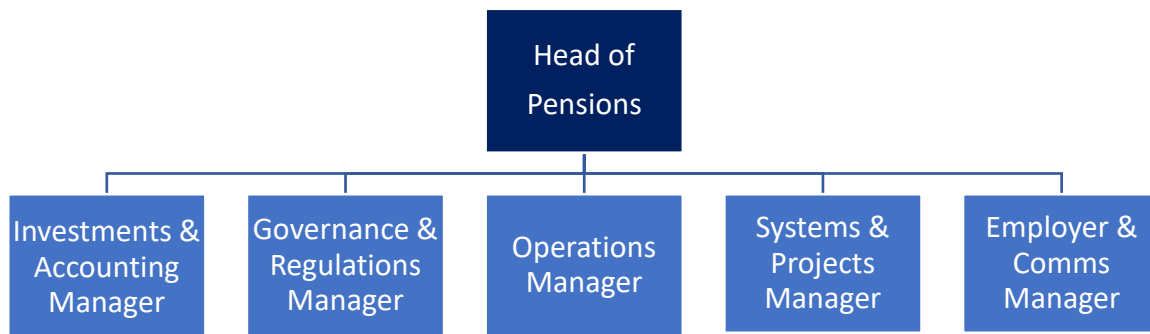 Head of
Pensions
Investments &
Accounting
Manager
Governance &
Regulations
Manager
Operations
Manager
Systems &
Projects
Manager
Employer &
Comms
Manager